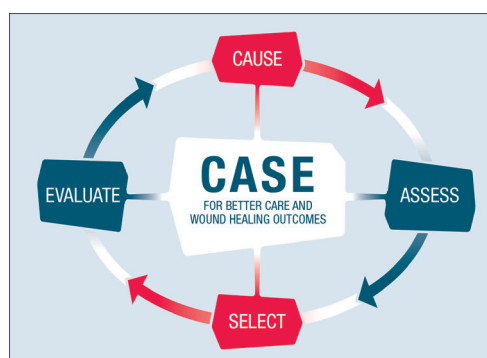 CAUSE
EVALUATE
CASE
FOR BETTER CARE AND
WOUND HEALING OUTCOMES
ASSESS
SELECT